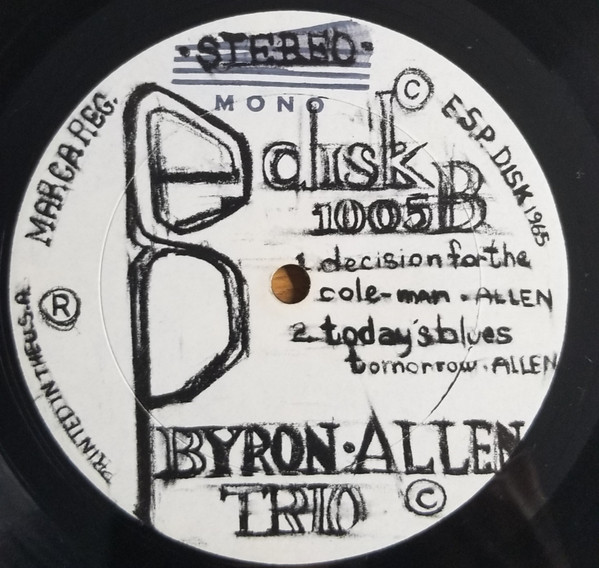 ·STEREO·
MONO
MARCA REG.
©
E.S.P. DISK 1965
ESP
disk
1005 B
1. decision for the
cole-man · ALLEN
2 today's blues
tomorrow · ALLEN
®
PRINTED IN THE U.S.A.
BYRON·ALLEN
TRIO ©